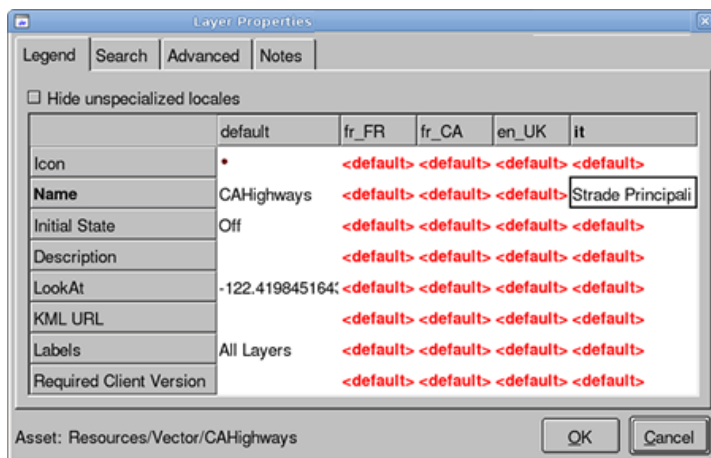 Layer Properties
Legend Search Advanced Notes
Hide unspecialized locales
default fr_FR fr_CA en_UK it
Icon <default> <default> <default> <default>
Name CAHighways <default> <default> <default> Strade Principali
Initial State Off <default> <default> <default> <default>
Description <default> <default> <default> <default>
LookAt -122.419845164 <default> <default> <default> <default>
KML URL <default> <default> <default> <default>
Labels All Layers <default> <default> <default> <default>
Required Client Version <default> <default> <default> <default>
Asset: Resources/Vector/CAHighways OK Cancel